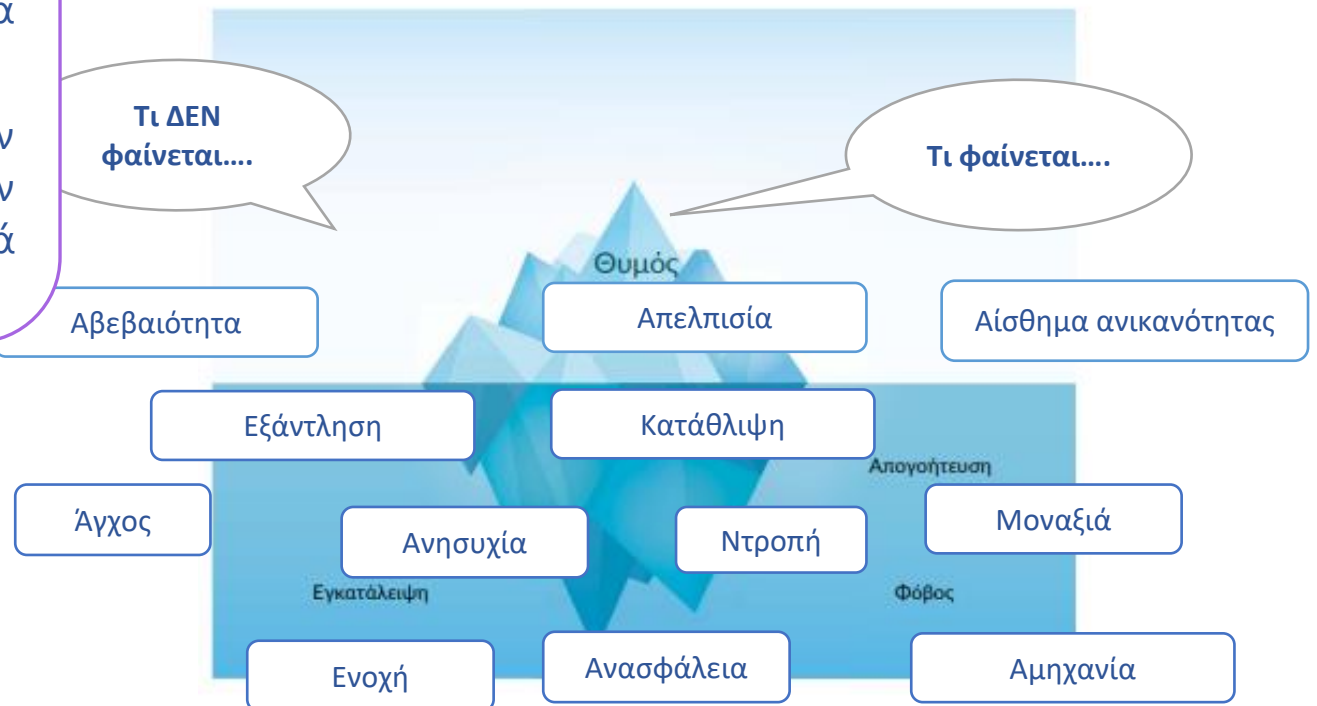 Τι ΔΕΝ
φαίνεται....
Τι φαίνεται....
Θυμός
Αβεβαιότητα
Απελπισία
Αίσθημα ανικανότητας
Εξάντληση
Κατάθλιψη
Απογοήτευση
Άγχος
Ανησυχία
Ντροπή
Μοναξιά
Εγκατάλειψη
Φόβος
Ενοχή
Ανασφάλεια
Αμηχανία